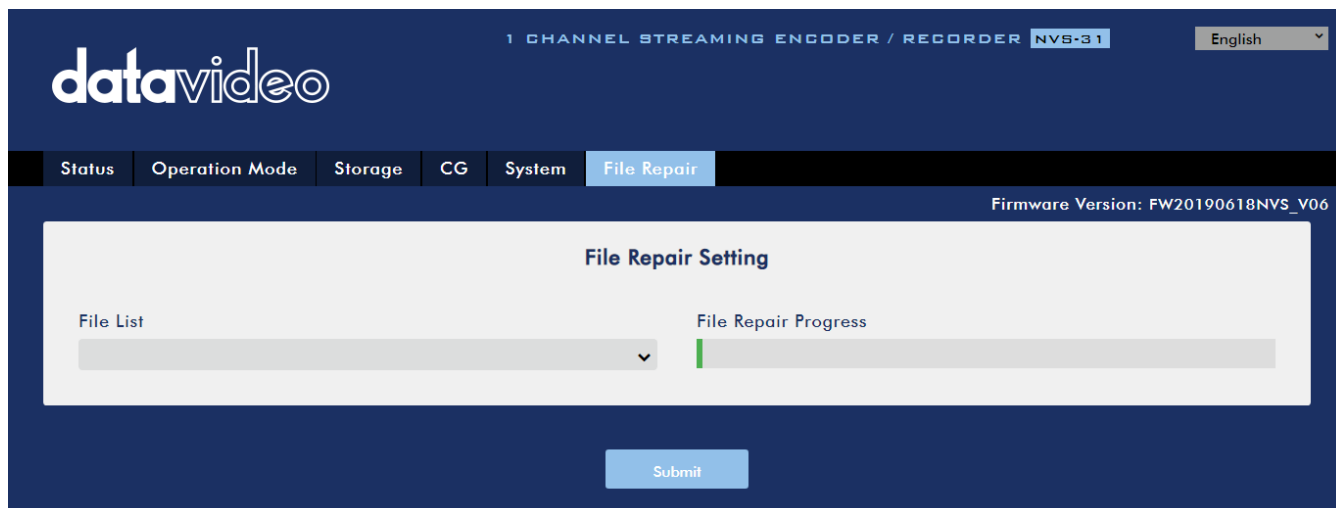 1 CHANNEL STREAMING ENCODER / RECORDER NVS-31
English
datavideo
Status Operation Mode Storage CG System File Repair
Firmware Version: FW20190618NVS_V06
File Repair Setting
File List File Repair Progress
Submit